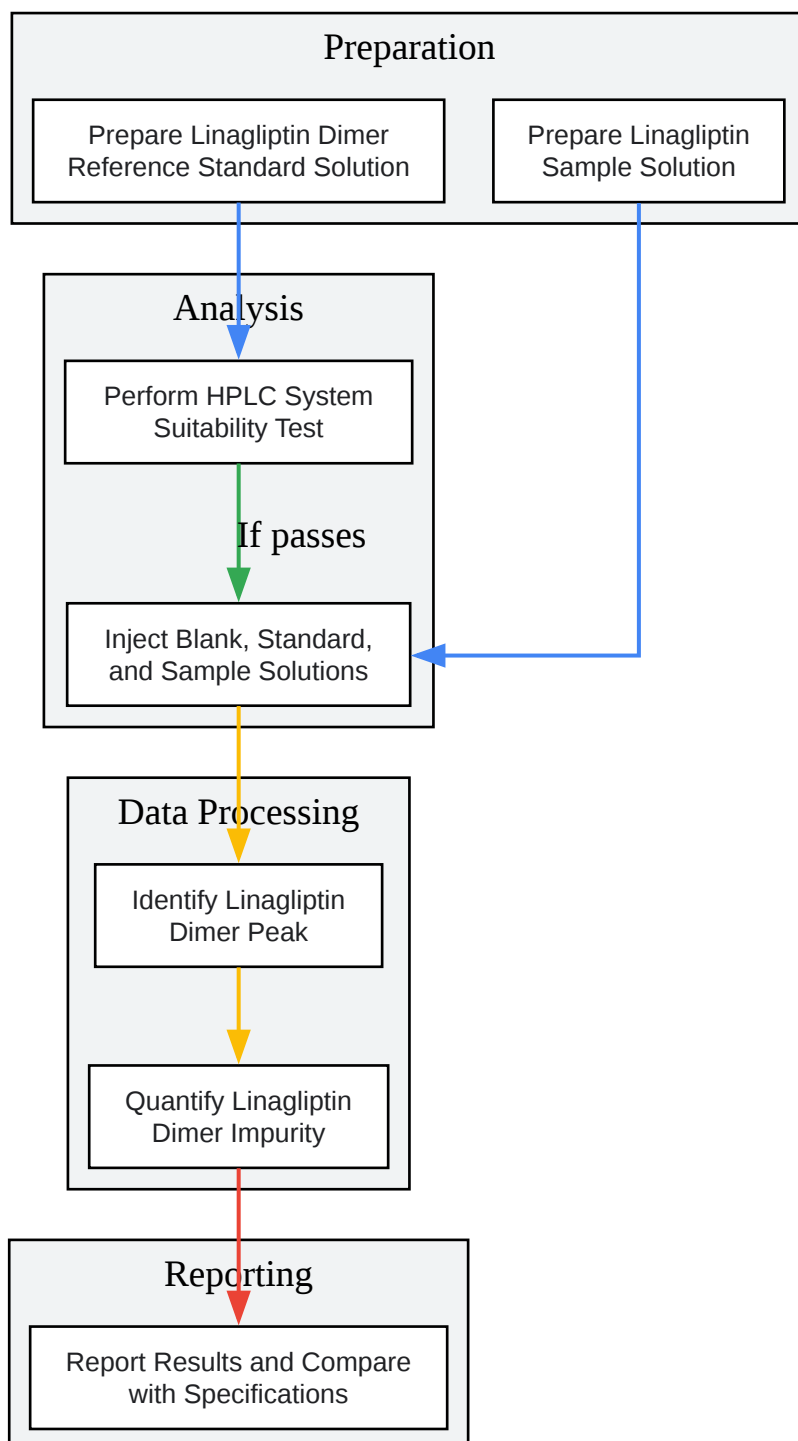 Preparation
Prepare Linagliptin Dimer
Reference Standard Solution
Prepare Linagliptin
Sample Solution
Analysis
Perform HPLC System
Suitability Test
If passes
Inject Blank, Standard,
and Sample Solutions
Data Processing
Identify Linagliptin
Dimer Peak
Quantify Linagliptin
Dimer Impurity
Reporting
Report Results and Compare
with Specifications